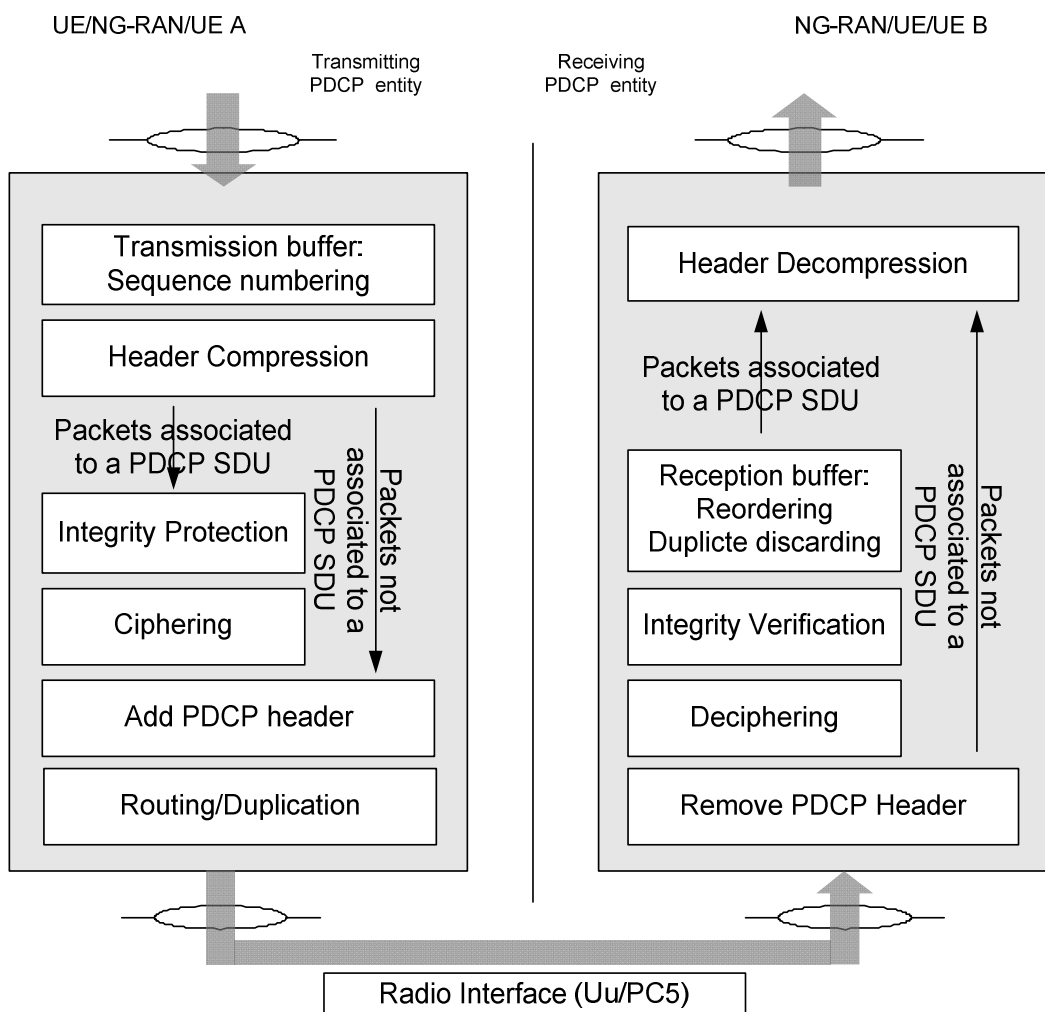 UE/NG-RAN/UE A
NG-RAN/UE/UE B
Transmitting
PDCP entity
Receiving
PDCP entity
Transmission buffer:
Sequence numbering
Header Compression
Packets associated
to a PDCP SDU
Packets not
associated to a
PDCP SDU
Integrity Protection
Ciphering
Add PDCP header
Routing/Duplication
Header Decompression
Packets associated
to a PDCP SDU
Reception buffer:
Reordering
Duplicte discarding
Packets not
associated to a
PDCP SDU
Integrity Verification
Deciphering
Remove PDCP Header
Radio Interface (Uu/PC5)